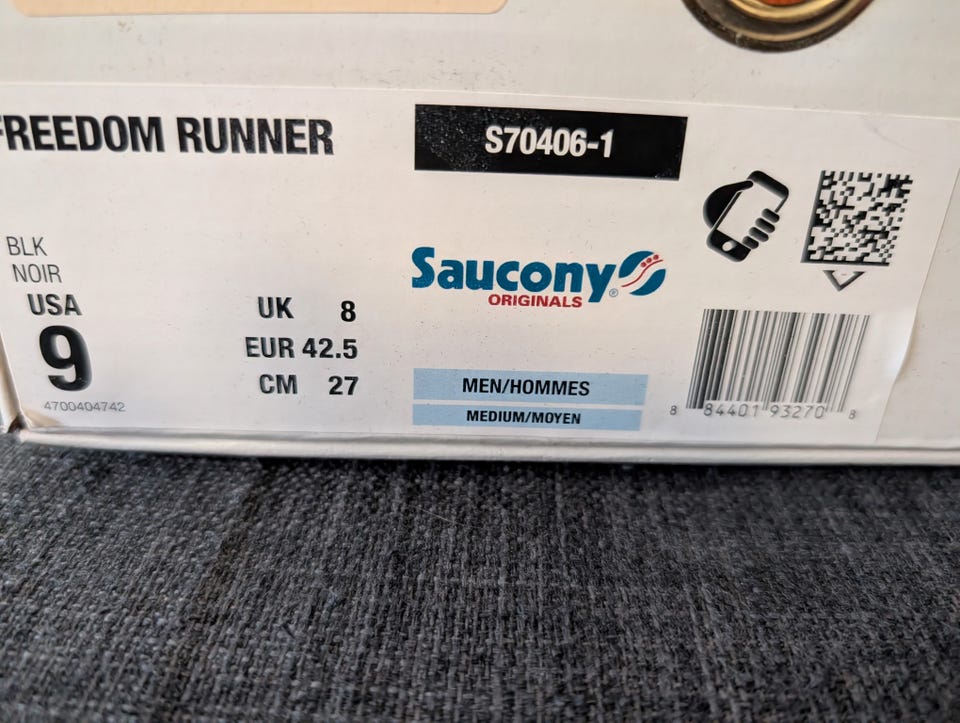 FREEDOM RUNNER
S70406-1
BLK
NOIR
USA
9
4700404742
UK 8
EUR 42.5
CM 27
Saucony®
ORIGINALS
MEN/HOMMES
MEDIUM/MOYEN
8 84401 93270 8